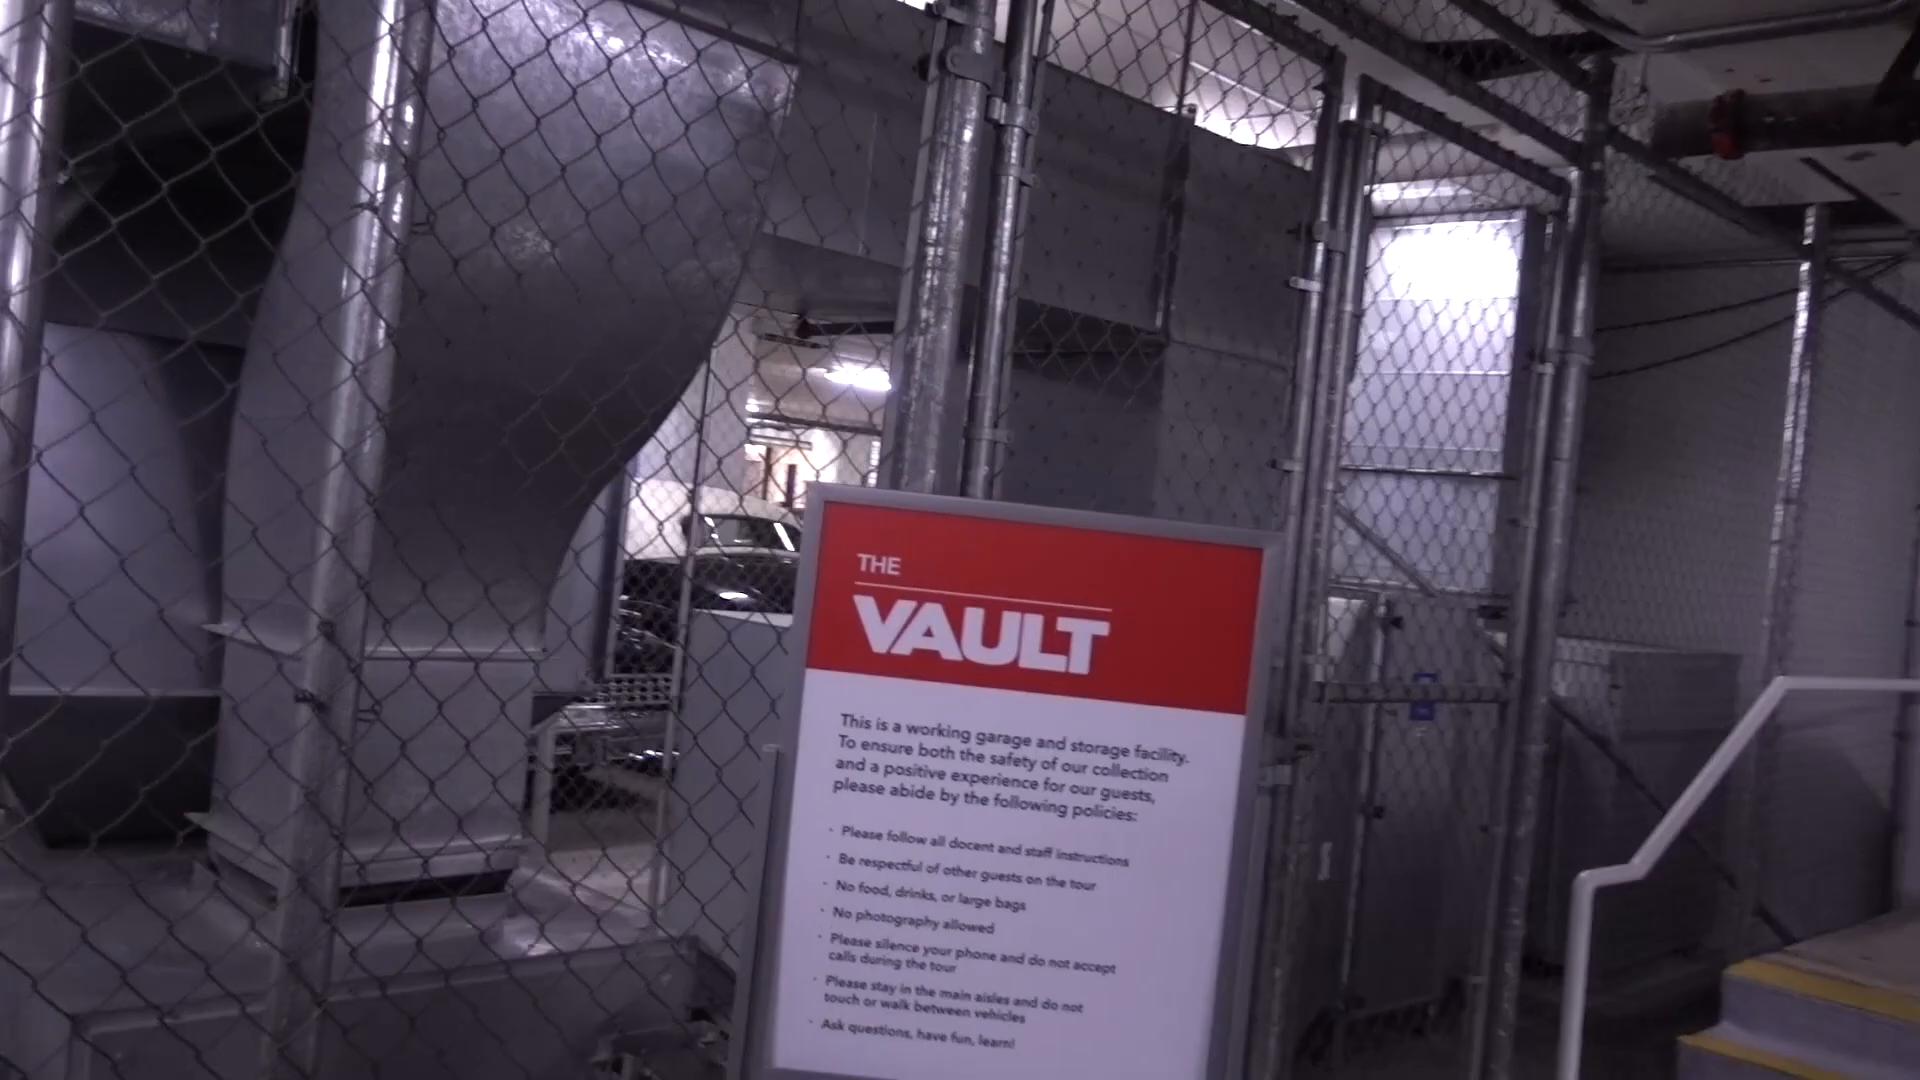 THE
VAULT
This is a working garage and storage facility.
To ensure both the safety of our collection
and a positive experience for our guests,
please abide by the following policies:
· Please follow all docent and staff instructions
· Be respectful of other guests on the tour
· No food, drinks, or large bags
· No photography allowed
· Please silence your phone and do not accept
calls during the tour
· Please stay in the main aisles and do not
touch or walk between vehicles
· Ask questions, have fun, learn!